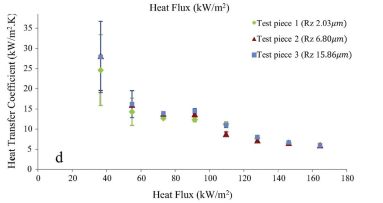 Heat Flux (kW/m²)
Heat Transfer Coefficient (kW/m².K)
Test piece 1 (Rz 2.03μm)
Test piece 2 (Rz 6.80μm)
Test piece 3 (Rz 15.86μm)
35
30
25
20
15
10
5
0
d
0 20 40 60 80 100 120 140 160 180
Heat Flux (kW/m²)